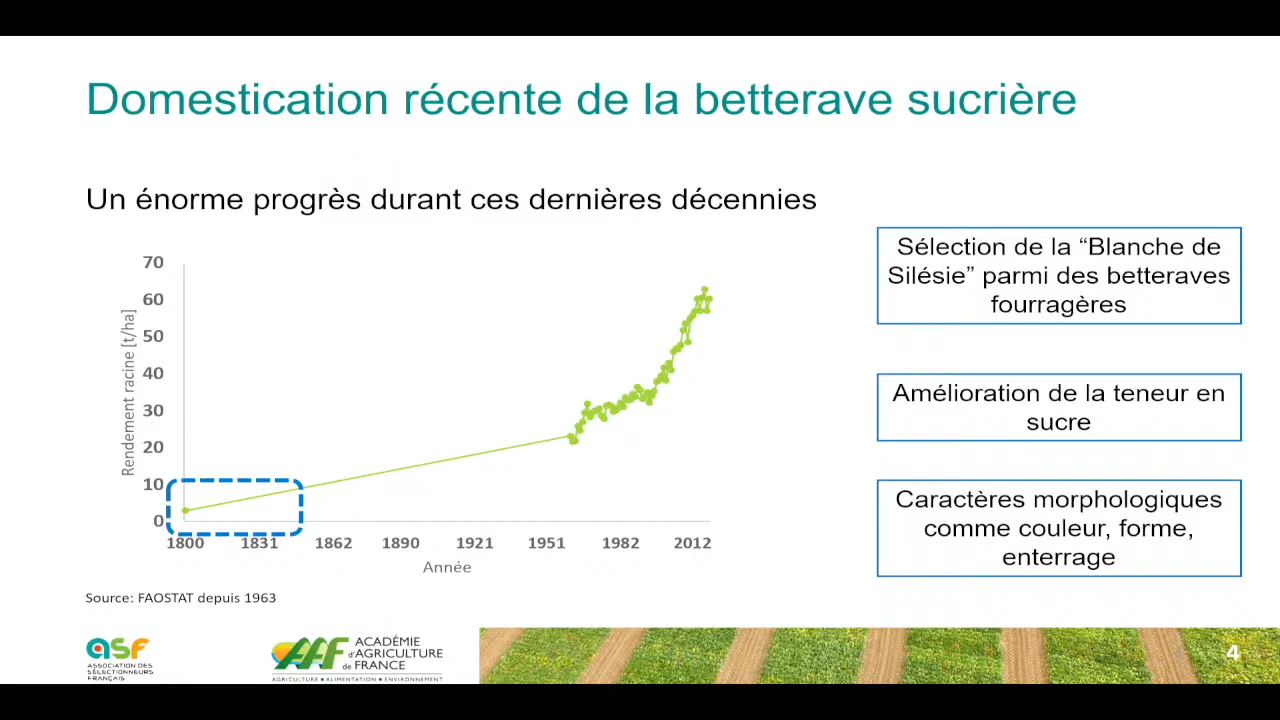 Domestication récente de la betterave sucrière
Un énorme progrès durant ces dernières décennies
Rendement racine [t/ha]
70
60
50
40
30
20
10
0
1800 1831 1862 1890 1921 1951 1982 2012
Année
Source: FAOSTAT depuis 1963
Sélection de la “Blanche de
Silésie” parmi des betteraves
fourragères
Amélioration de la teneur en
sucre
Caractères morphologiques
comme couleur, forme,
enterrage
asf
ASSOCIATION DES
SÉLECTIONNEURS
FRANÇAIS
AAF
ACADÉMIE
d'AGRICULTURE
de FRANCE
AGRICULTURE • ALIMENTATION • ENVIRONNEMENT
4